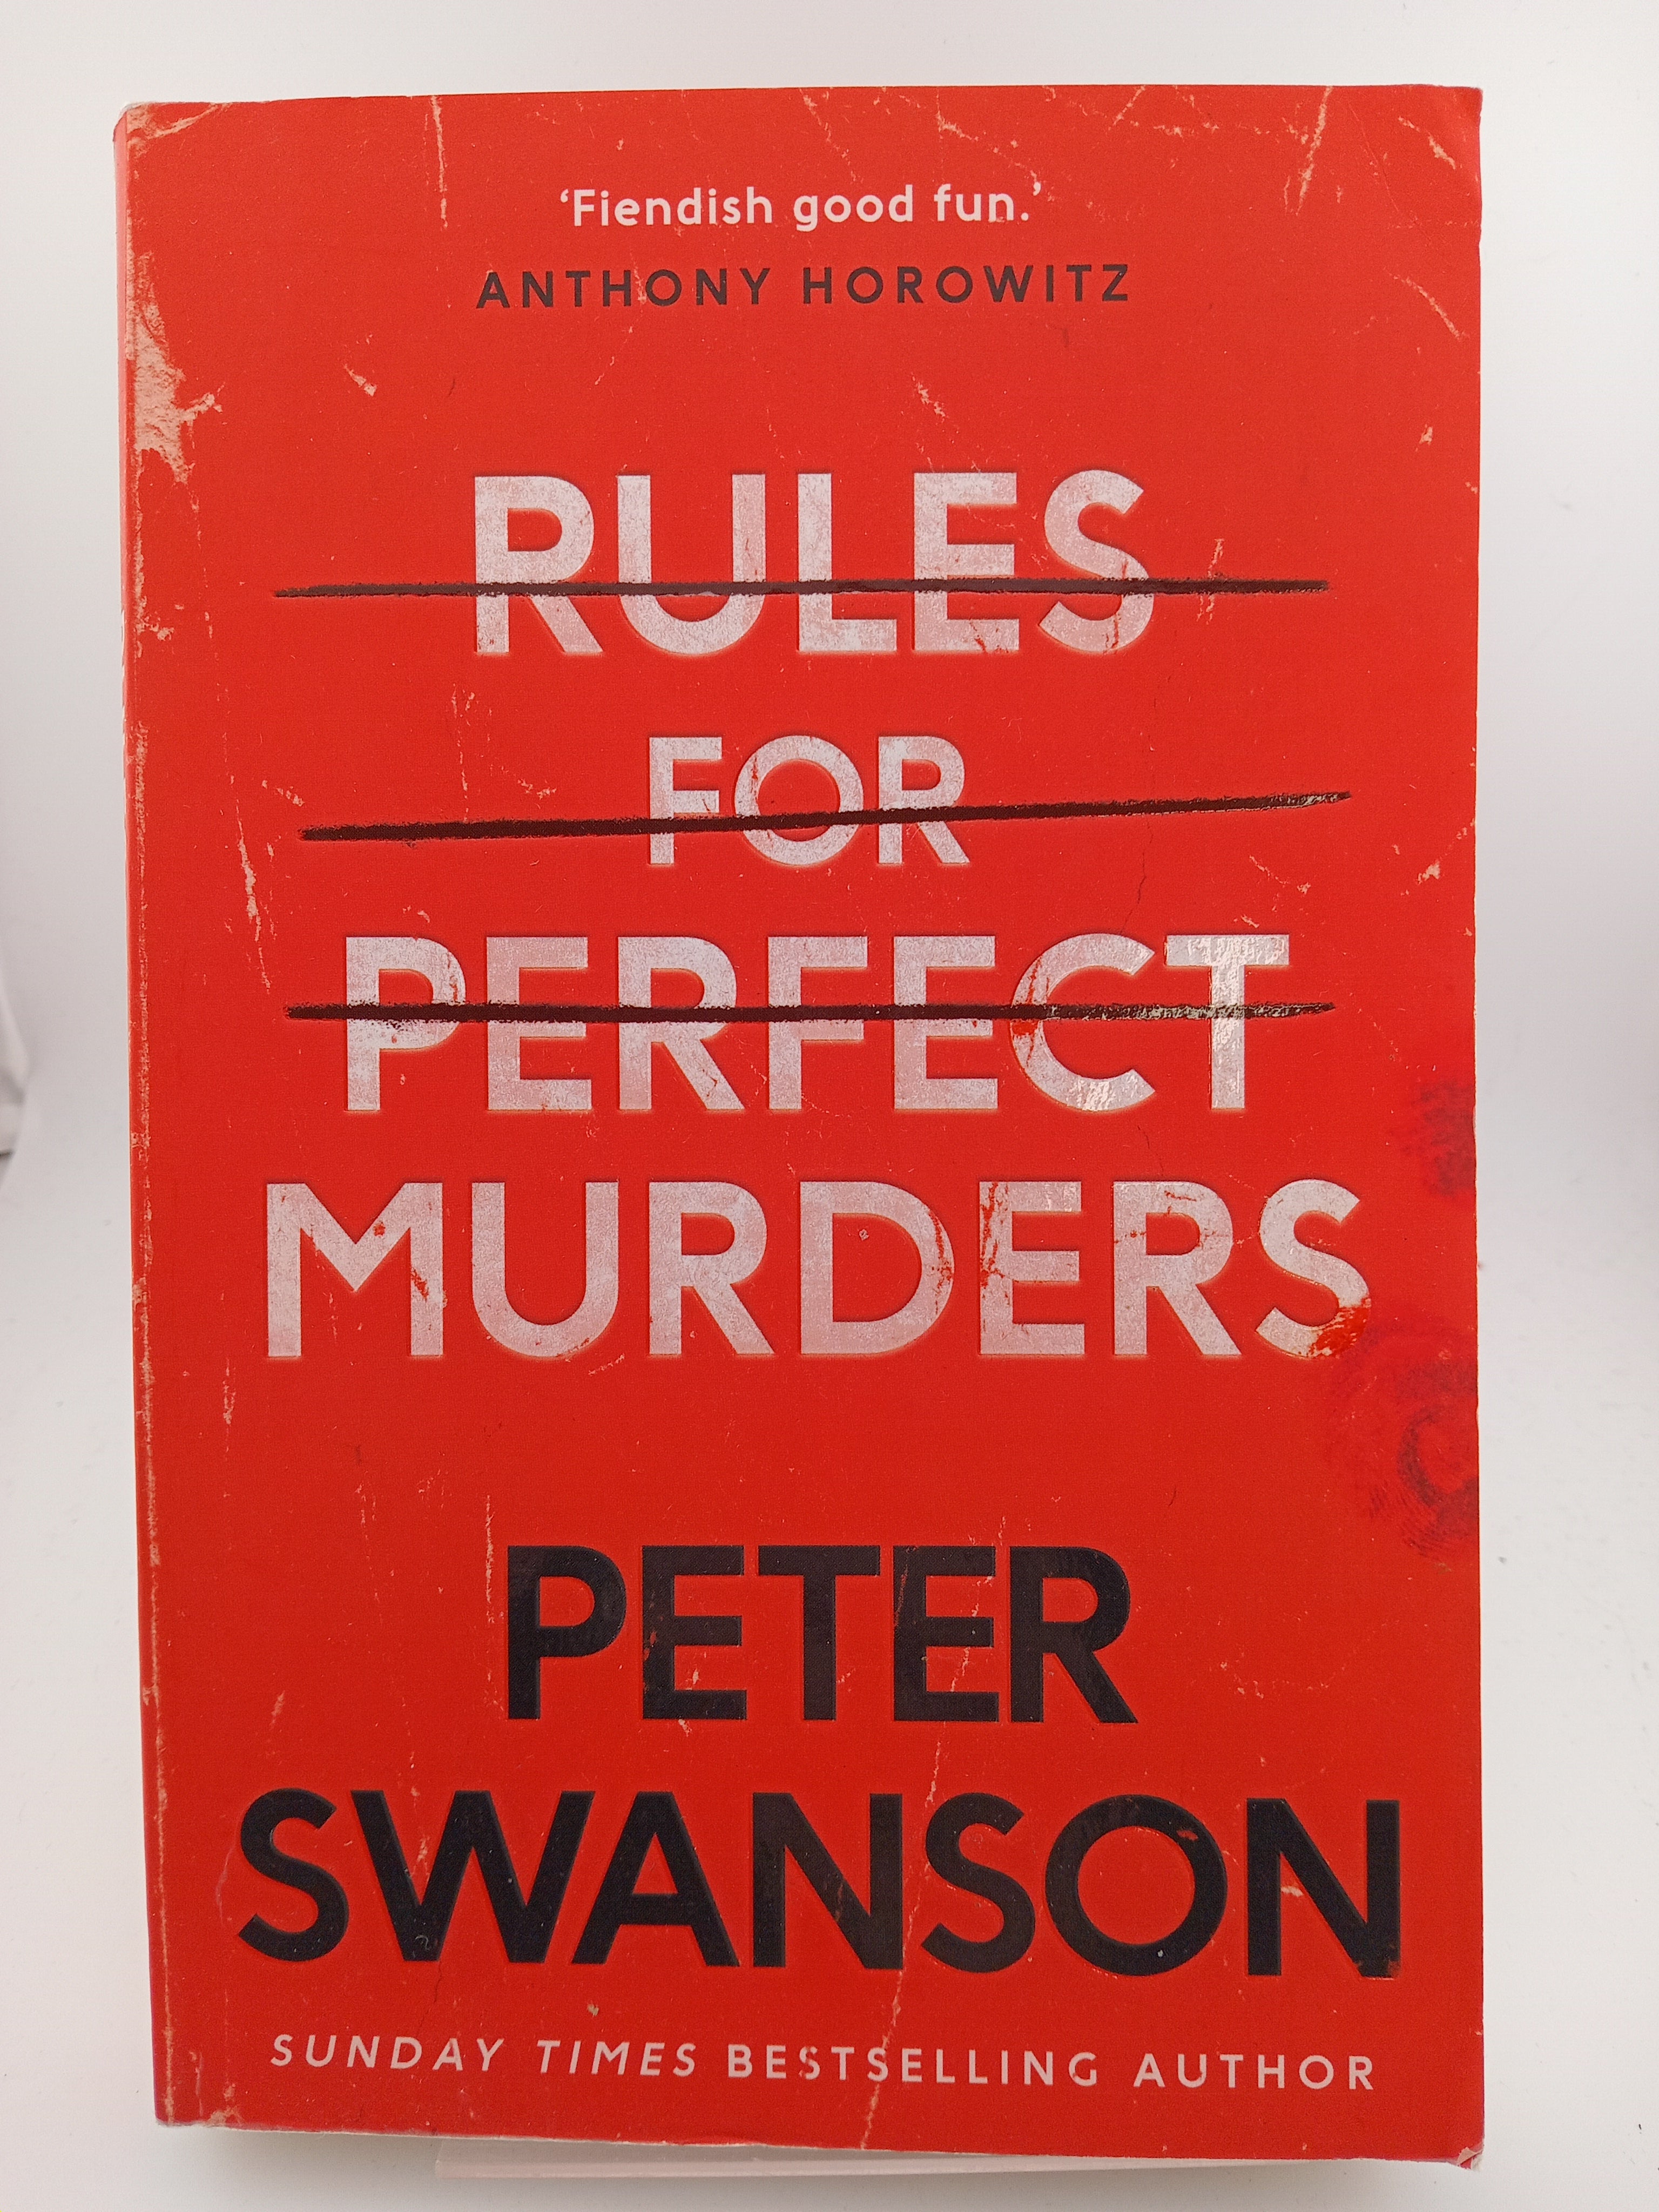 ‘Fiendish good fun.’
ANTHONY HOROWITZ
RULES
FOR
PERFECT
MURDERS
PETER
SWANSON
SUNDAY TIMES BESTSELLING AUTHOR